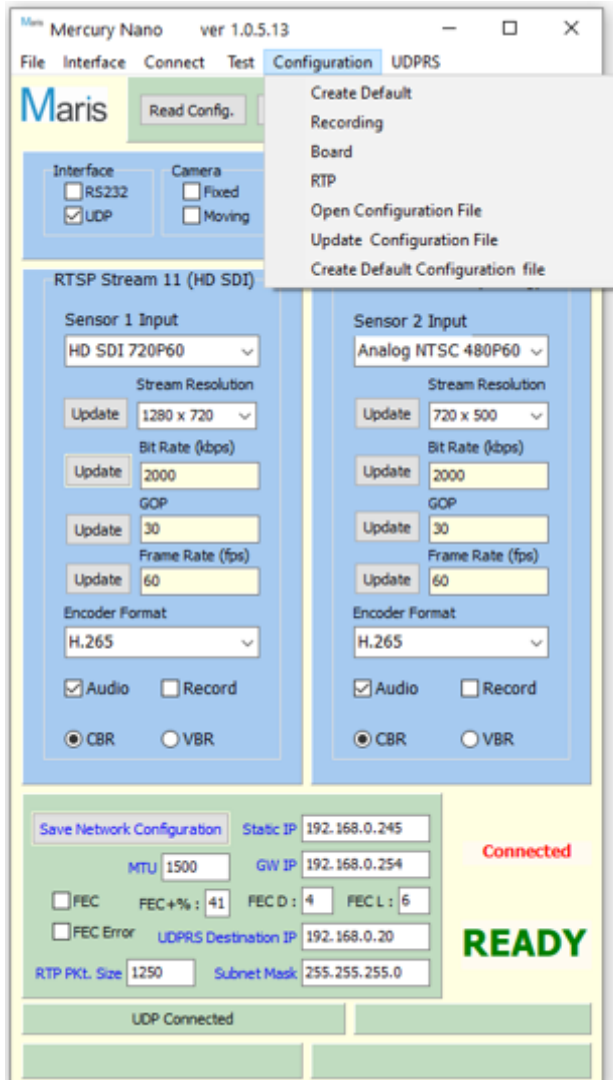 Maris Mercury Nano ver 1.0.5.13
File Interface Connect Test Configuration UDPRS
Create Default
Recording
Board
RTP
Open Configuration File
Update Configuration File
Create Default Configuration file
Maris
Read Config.
Interface
RS232
UDP
Camera
Fixed
Moving
RTSP Stream 11 (HD SDI)
Sensor 1 Input
HD SDI 720P60
Stream Resolution
Update 1280 x 720
Bit Rate (kbps)
Update 2000
GOP
Update 30
Frame Rate (fps)
Update 60
Encoder Format
H.265
Audio Record
CBR VBR
Sensor 2 Input
Analog NTSC 480P60
Stream Resolution
Update 720 x 500
Bit Rate (kbps)
Update 2000
GOP
Update 30
Frame Rate (fps)
Update 60
Encoder Format
H.265
Audio Record
CBR VBR
Save Network Configuration Static IP 192.168.0.245
MTU 1500 GW IP 192.168.0.254
FEC FEC+% : 41 FEC D : 4 FEC L : 6
FEC Error UDPRS Destination IP 192.168.0.20
RTP PKt. Size 1250 Subnet Mask 255.255.255.0
Connected
READY
UDP Connected